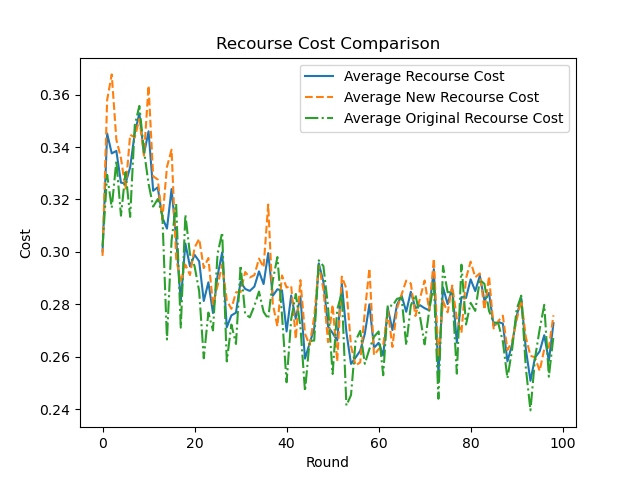 Recourse Cost Comparison
Average Recourse Cost
Average New Recourse Cost
Average Original Recourse Cost
Cost
0.36
0.34
0.32
0.30
0.28
0.26
0.24
0 20 40 60 80 100
Round